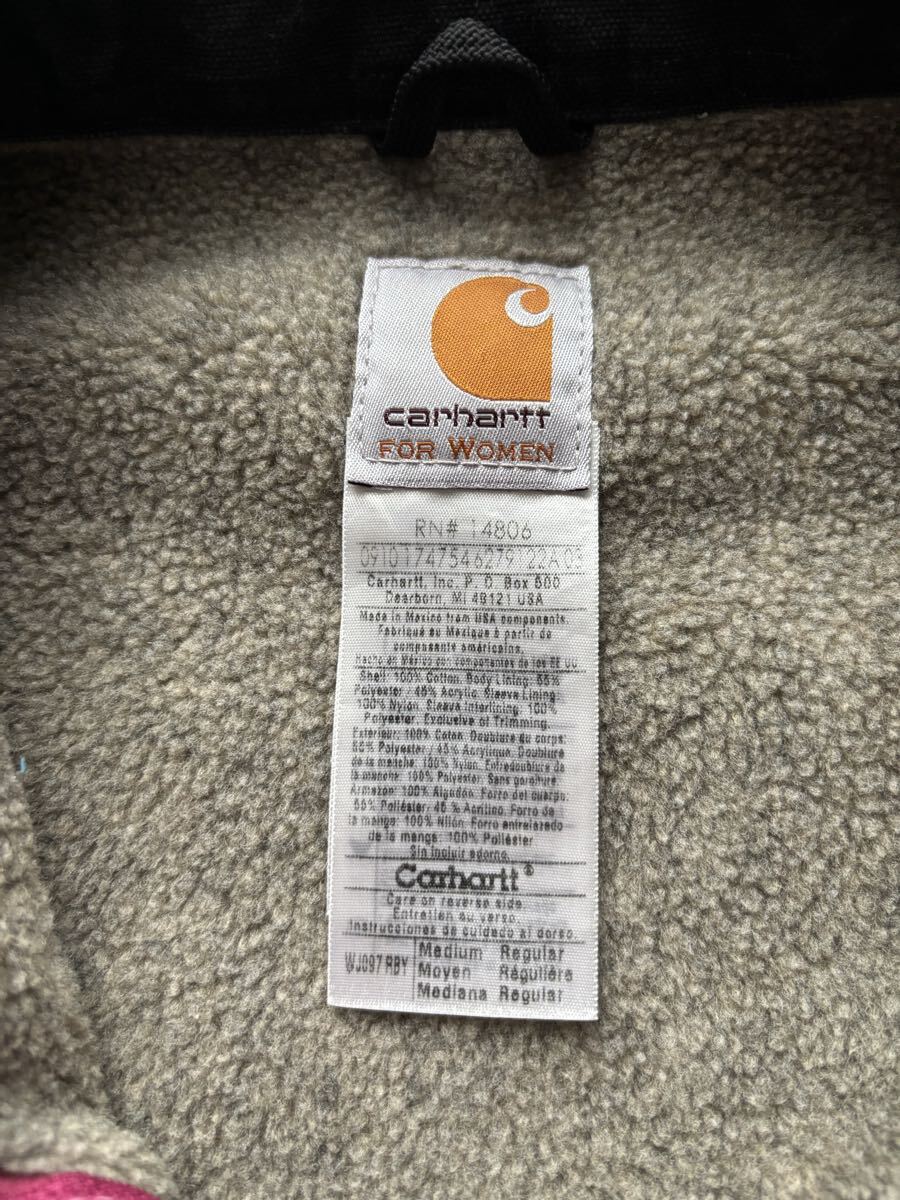 carhartt
FOR WOMEN
RN# 14806
09101747546279 22A 03
Carhartt, Inc. P. O. Box 600
Dearborn, MI 48121 USA
Made in Mexico from USA components.
Fabriqué au Mexique à partir de
composants américains.
Hecho en México con componentes de los EE UU
Shell: 100% Cotton. Body Lining: 55%
Polyester / 45% Acrylic. Sleeve Lining:
100% Nylon. Sleeve Interlining: 100%
Polyester. Exclusive of Trimming.
Extérieur: 100% Coton. Doublure du corps:
55% Polyester / 45% Acrylique. Doublure
de la manche: 100% Nylon. Entredoublure de
la manche: 100% Polyester. Sans garniture.
Armazon: 100% Algodón. Forro del cuerpo:
55% Poliéster, 45 % Acrílico. Forro de
la manga: 100% Nilón. Forro entrelazado
de la manga: 100% Poliéster
Sin incluir adorno.
Carhartt®
Care on reverse side.
Entretien au verso.
Instrucciones de cuidado al dorso.
WJ097 RBY
Medium Regular
Moyen Régulière
Mediana Regular